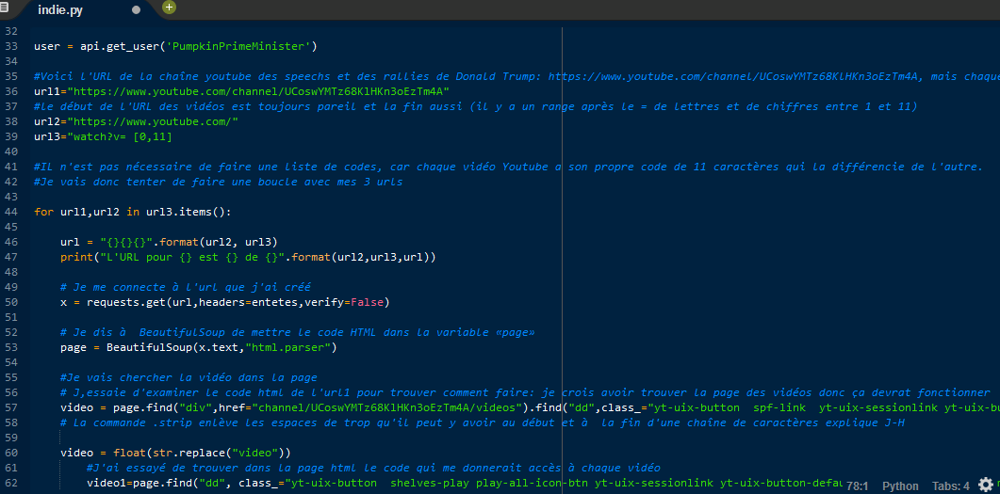 indie.py
32
33 user = api.get_user('PumpkinPrimeMinister')
34
35 #Voici l'URL de la chaîne youtube des speechs et des rallies de Donald Trump: https://www.youtube.com/channel/UCoswYMTz68KlHKn3oEzTm4A, mais chaque
36 url1="https://www.youtube.com/channel/UCoswYMTz68KlHKn3oEzTm4A"
37 #le début de l'URL des vidéos est toujours pareil et la fin aussi (il y a un range après le = de lettres et de chiffres entre 1 et 11)
38 url2="https://www.youtube.com/"
39 url3="watch?v= [0,11]
40
41 #IL n'est pas nécessaire de faire une liste de codes, car chaque vidéo Youtube a son propre code de 11 caractères qui la différencie de l'autre.
42 #Je vais donc tenter de faire une boucle avec mes 3 urls
43
44 for url1,url2 in url3.items():
45
46 url = "{}{}{}".format(url2, url3)
47 print("L'URL pour {} est {} de {}".format(url2,url3,url))
48
49 # Je me connecte à l'url que j'ai créé
50 x = requests.get(url,headers=entetes,verify=False)
51
52 # Je dis à  BeautifulSoup de mettre le code HTML dans la variable «page»
53 page = BeautifulSoup(x.text,"html.parser")
54
55 #Je vais chercher la vidéo dans la page
56 # J,essaie d'examiner le code html de l'url1 pour trouver comment faire: je crois avoir trouver la page des vidéos donc ça devrat fonctionner
57 video = page.find("div",href="channel/UCoswYMTz68KlHKn3oEzTm4A/videos").find("dd",class_="yt-uix-button  spf-link  yt-uix-sessionlink yt-uix-bu
58 # la commande .strip enlève les espaces de trop qu'il peut y avoir au début et à  la fin d'une chaîne de caractères explique J-H
59
60 video = float(str.replace("video"))
61 #J'ai essayé de trouver dans la page html le code qui me donnerait accès à chaque vidéo
62 video1=page.find("dd", class_="yt-uix-button  shelves-play play-all-icon-btn yt-uix-sessionlink yt-uix-button-defau
78:1 Python Tabs: 4